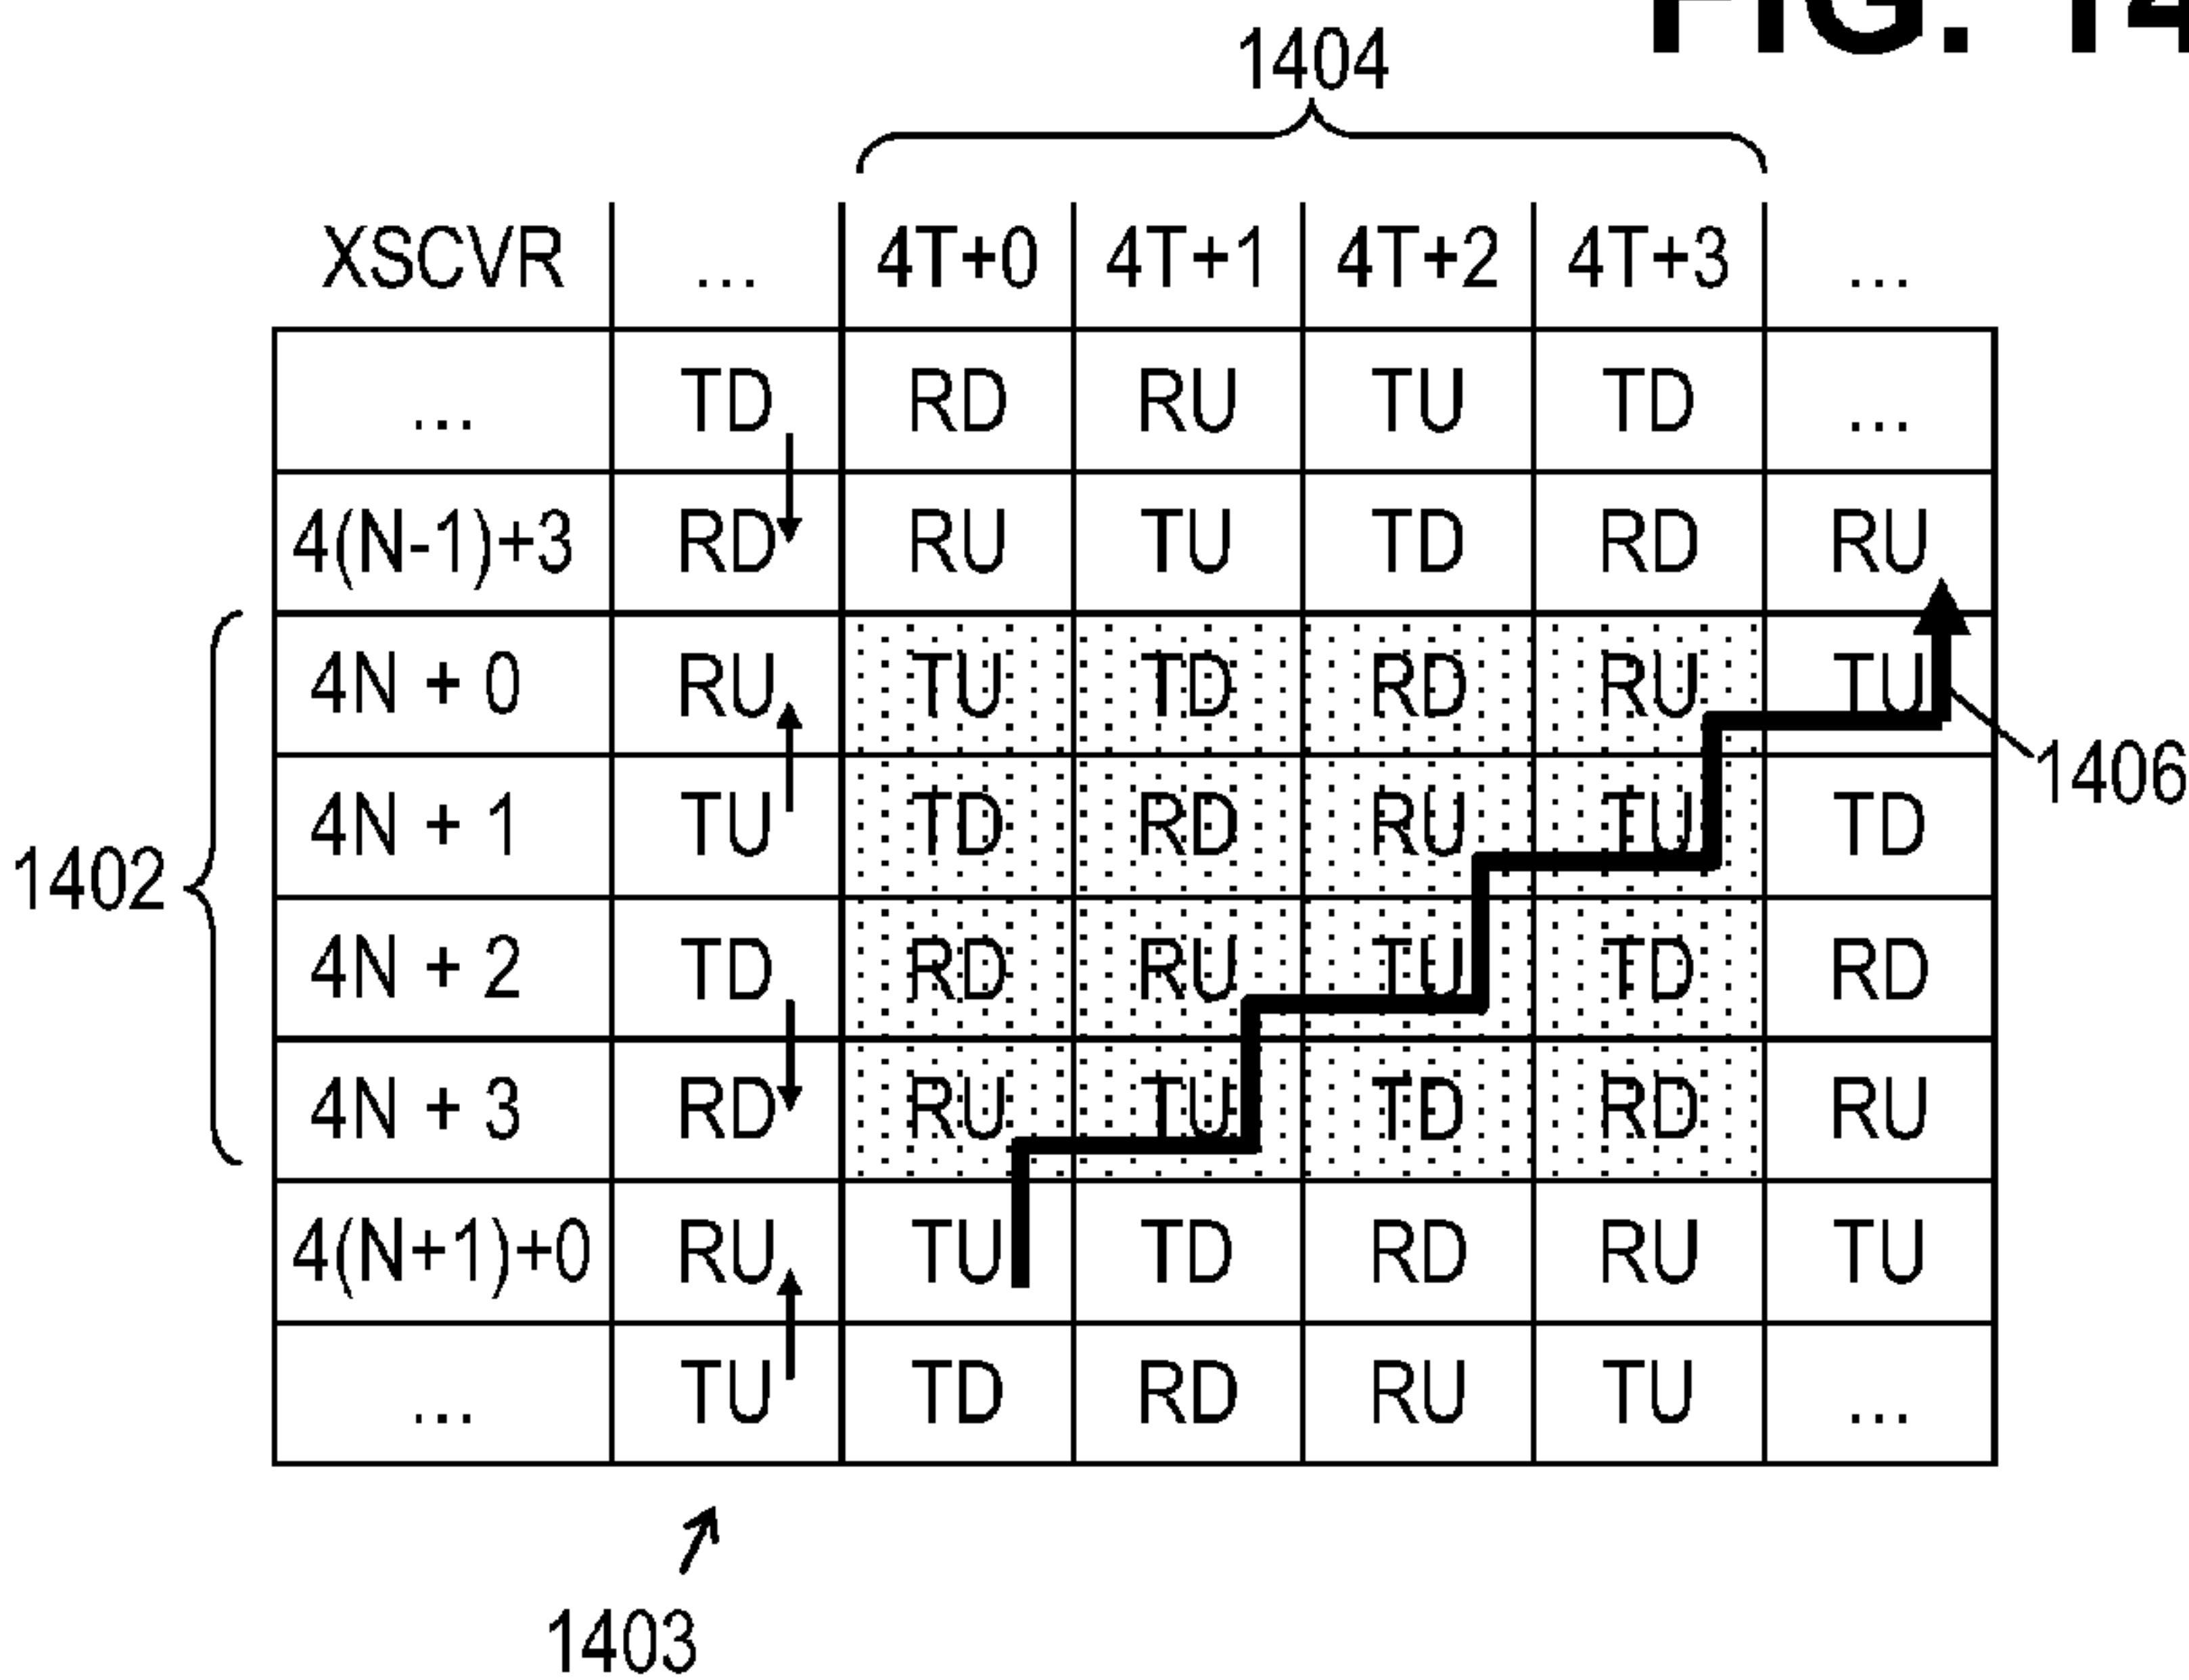 FIG. 14
1404
XSCVR ... 4T+0 4T+1 4T+2 4T+3 ...
... TD RD RU TU TD ...
4(N-1)+3 RD RU TU TD RD RU
4N + 0 RU TU TD RD RU TU
1406
4N + 1 TU TD RD RU TU TD
1402
4N + 2 TD RD RU TU TD RD
4N + 3 RD RU TU TD RD RU
4(N+1)+0 RU TU TD RD RU TU
... TU TD RD RU TU ...
1403